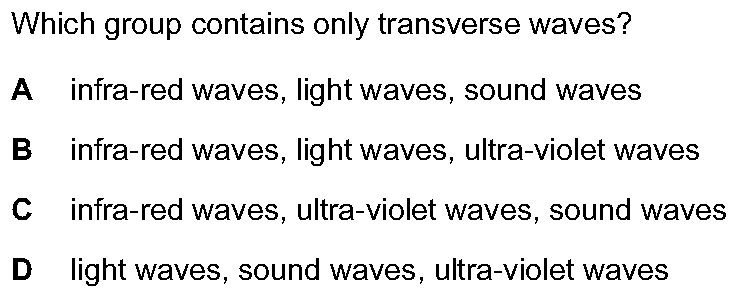 Which group contains only transverse waves?
A infra-red waves, light waves, sound waves
B infra-red waves, light waves, ultra-violet waves
C infra-red waves, ultra-violet waves, sound waves
D light waves, sound waves, ultra-violet waves